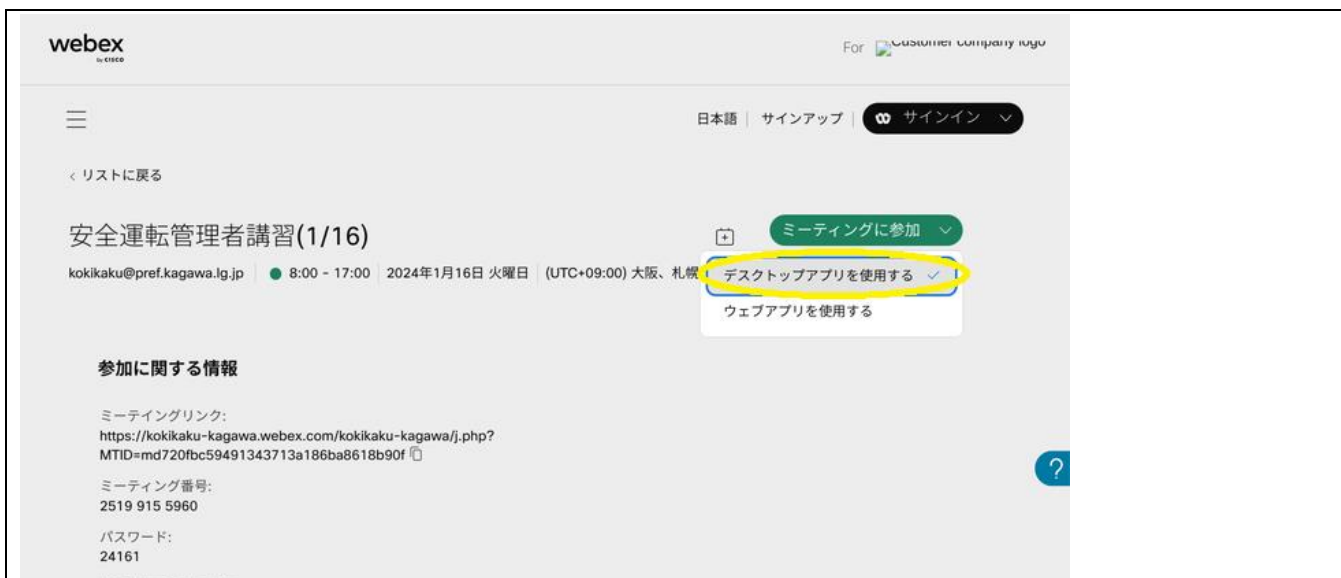 webex
by CISCO
For Customer company logo
日本語 サインアップ サインイン
リストに戻る
安全運転管理者講習(1/16)
ミーティングに参加
kokikaku@pref.kagawa.lg.jp 8:00 - 17:00 2024年1月16日 火曜日 (UTC+09:00) 大阪、札幌
デスクトップアプリを使用する
ウェブアプリを使用する
参加に関する情報
ミーテイングリンク:
https://kokikaku-kagawa.webex.com/kokikaku-kagawa/j.php?
MTID=md720fbc59491343713a186ba8618b90f
?
ミーティング番号:
2519 915 5960
パスワード:
24161